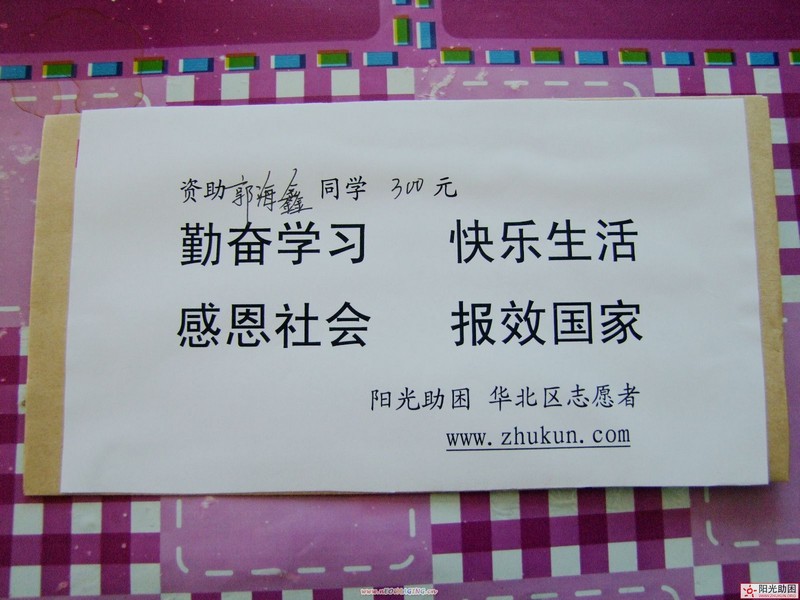 资助郭海鑫同学 300元
勤奋学习 快乐生活
感恩社会 报效国家
阳光助困 华北区志愿者
www.zhukun.com
阳光助困